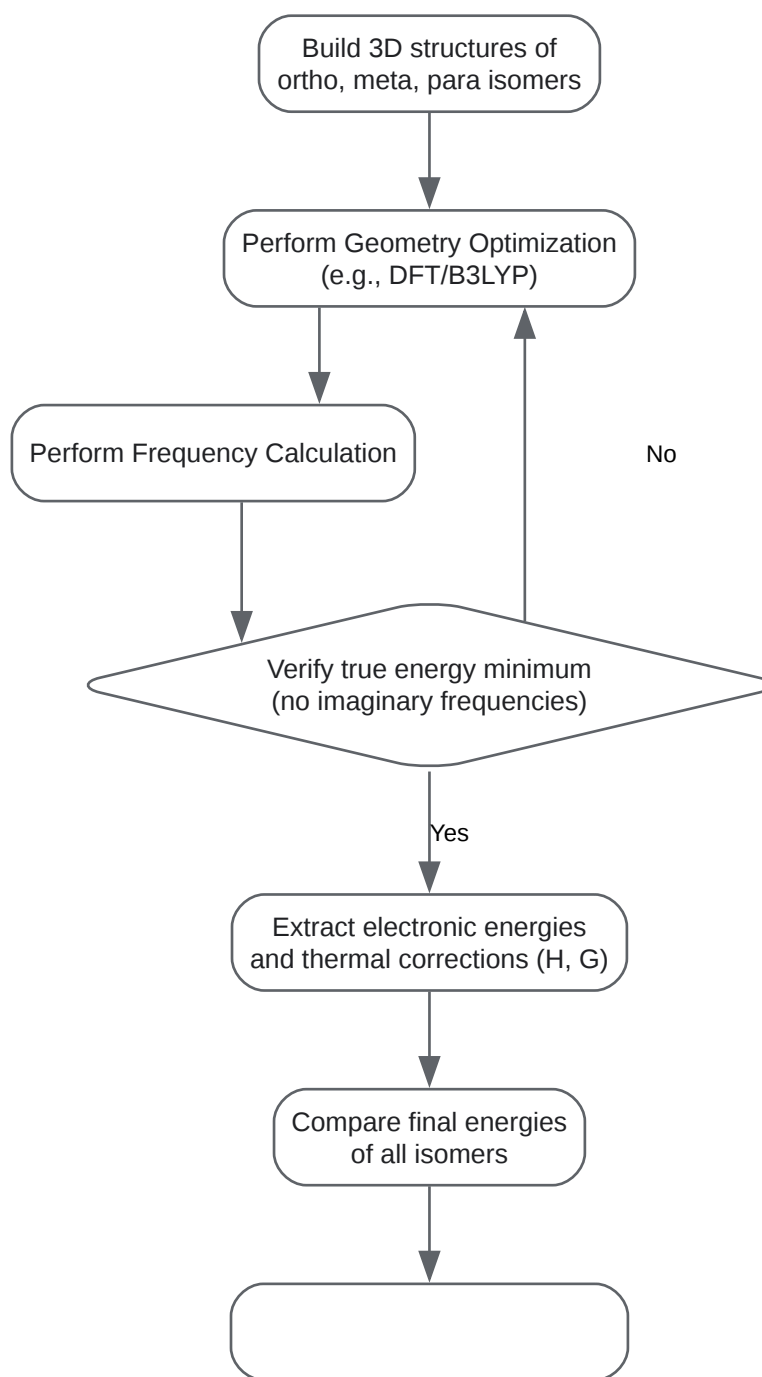 Build 3D structures of
ortho, meta, para isomers
Perform Geometry Optimization
(e.g., DFT/B3LYP)
Perform Frequency Calculation
No
Verify true energy minimum
(no imaginary frequencies)
Yes
Extract electronic energies
and thermal corrections (H, G)
Compare final energies
of all isomers